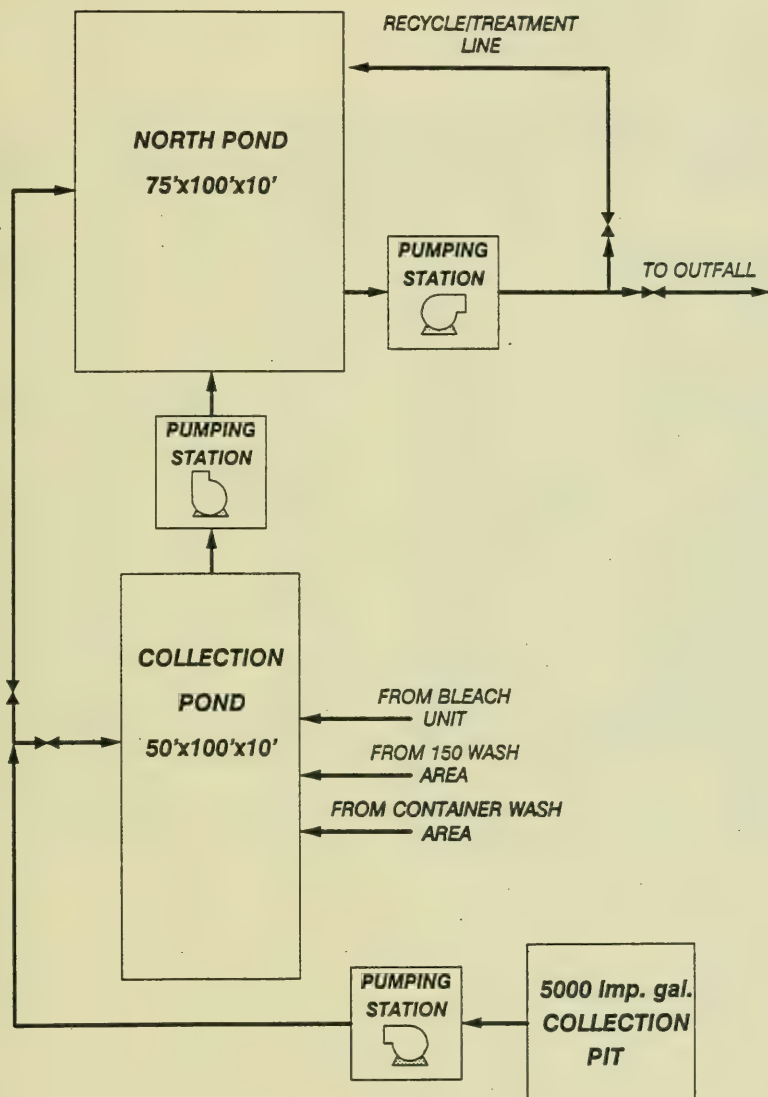 RECYCLE/TREATMENT
LINE
NORTH POND
75'x100'x10'
PUMPING
STATION
TO OUTFALL
PUMPING
STATION
COLLECTION
POND
50'x100'x10'
FROM BLEACH
UNIT
FROM 150 WASH
AREA
FROM CONTAINER WASH
AREA
PUMPING
STATION
5000 Imp. gal.
COLLECTION
PIT